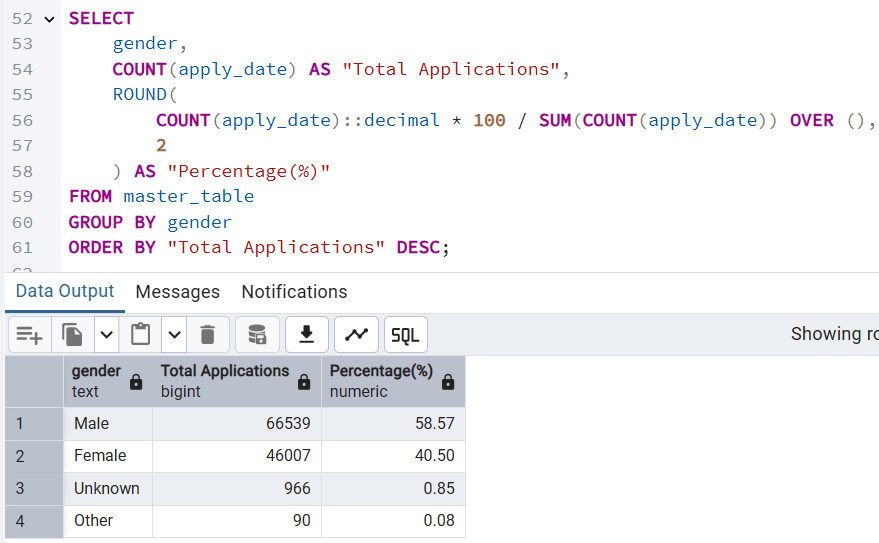 52 SELECT
53 gender,
54 COUNT(apply_date) AS "Total Applications",
55 ROUND(
56 COUNT(apply_date)::decimal * 100 / SUM(COUNT(apply_date)) OVER (),
57 2
58 ) AS "Percentage(%)"
59 FROM master_table
60 GROUP BY gender
61 ORDER BY "Total Applications" DESC;
Data Output Messages Notifications
SQL Showing
gender Total Applications Percentage(%)
text bigint numeric
1 Male 66539 58.57
2 Female 46007 40.50
3 Unknown 966 0.85
4 Other 90 0.08